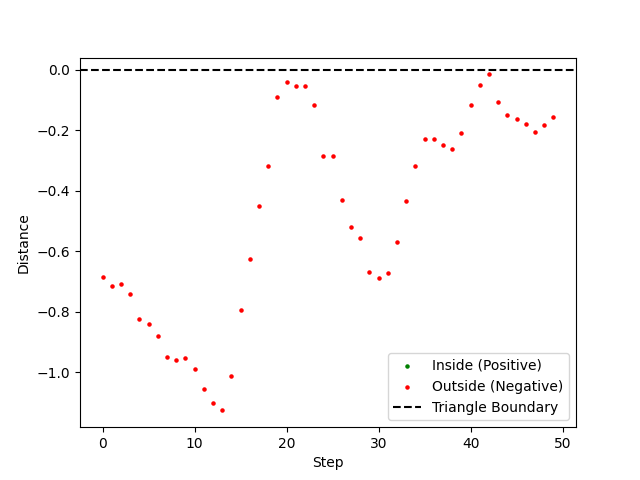 0.0
−0.2
−0.4
−0.6
−0.8
−1.0
Distance
0 10 20 30 40 50
Step
Inside (Positive)
Outside (Negative)
Triangle Boundary